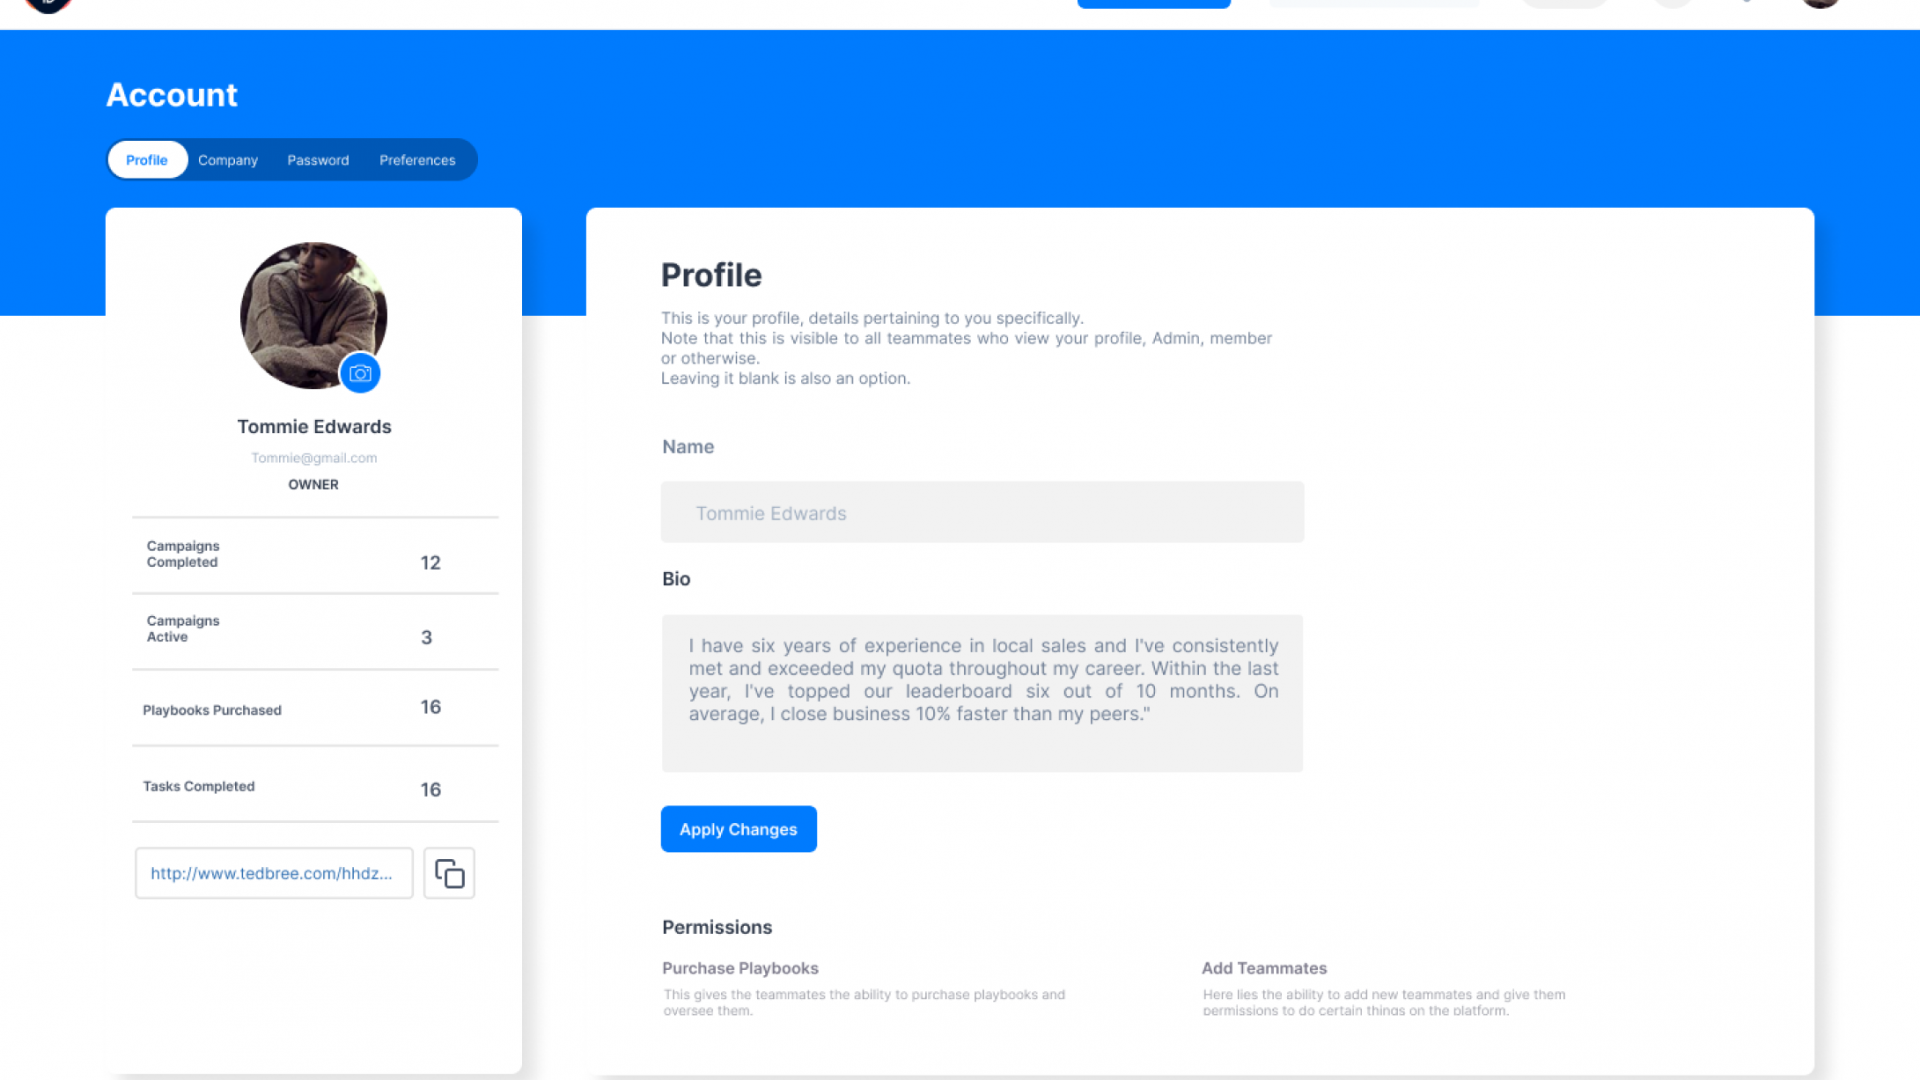 Account
Profile Company Password Preferences
Tommie Edwards
Tommie@gmail.com
OWNER
Campaigns
Completed
12
Campaigns
Active
3
Playbooks Purchased
16
Tasks Completed
16
http://www.tedbree.com/hhdz...
Profile
This is your profile, details pertaining to you specifically.
Note that this is visible to all teammates who view your profile, Admin, member
or otherwise.
Leaving it blank is also an option.
Name
Tommie Edwards
Bio
I have six years of experience in local sales and I've consistently
met and exceeded my quota throughout my career. Within the last
year, I've topped our leaderboard six out of 10 months. On
average, I close business 10% faster than my peers."
Apply Changes
Permissions
Purchase Playbooks
This gives the teammates the ability to purchase playbooks and
oversee them.
Add Teammates
Here lies the ability to add new teammates and give them
permissions to do certain things on the platform.